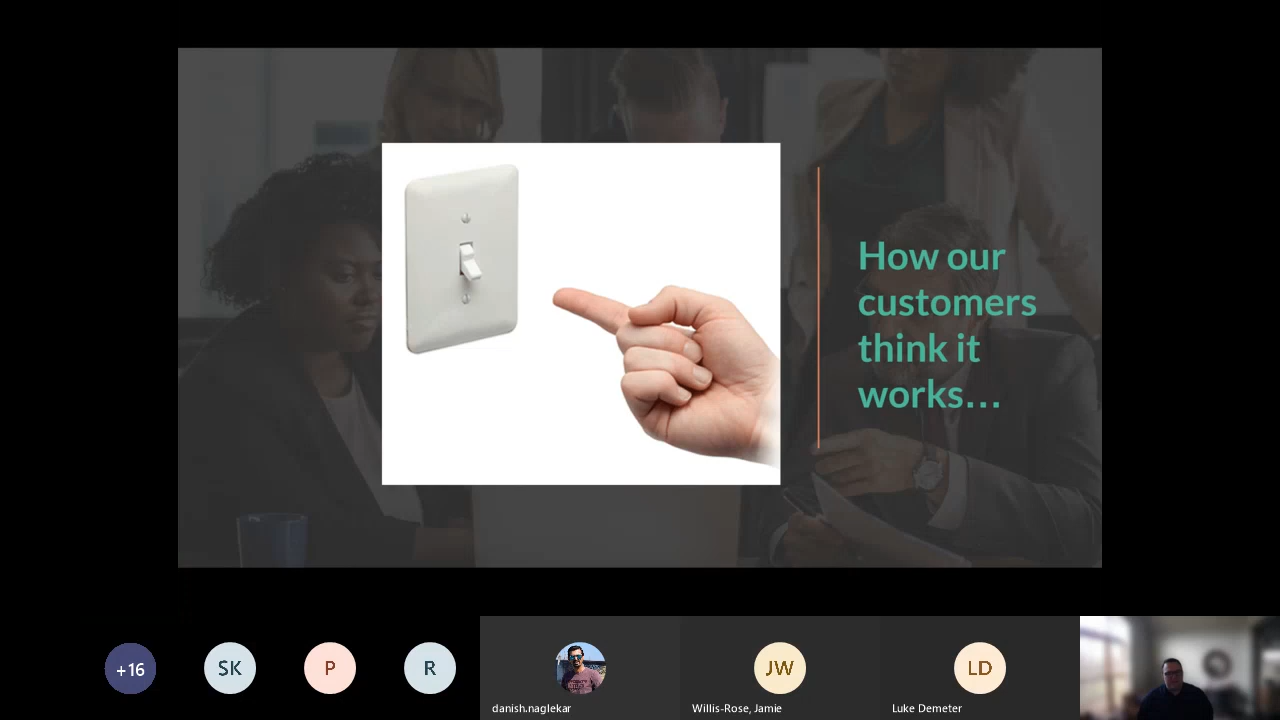 How our
customers
think it
works...
+16
SK
P
R
JW
LD
danish.naglekar
Willis-Rose, Jamie
Luke Demeter